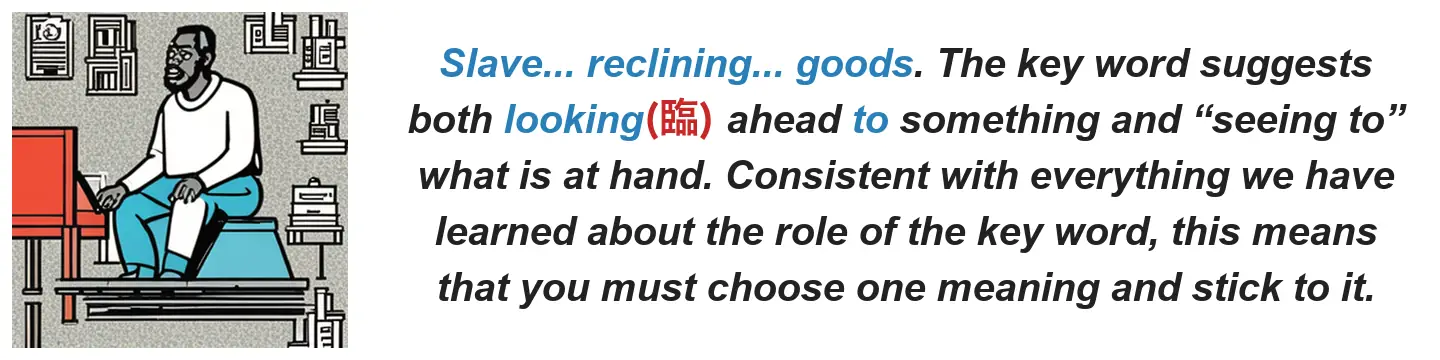 Slave... reclining... goods. The key word suggests
both looking(臨) ahead to something and “seeing to”
what is at hand. Consistent with everything we have
learned about the role of the key word, this means
that you must choose one meaning and stick to it.